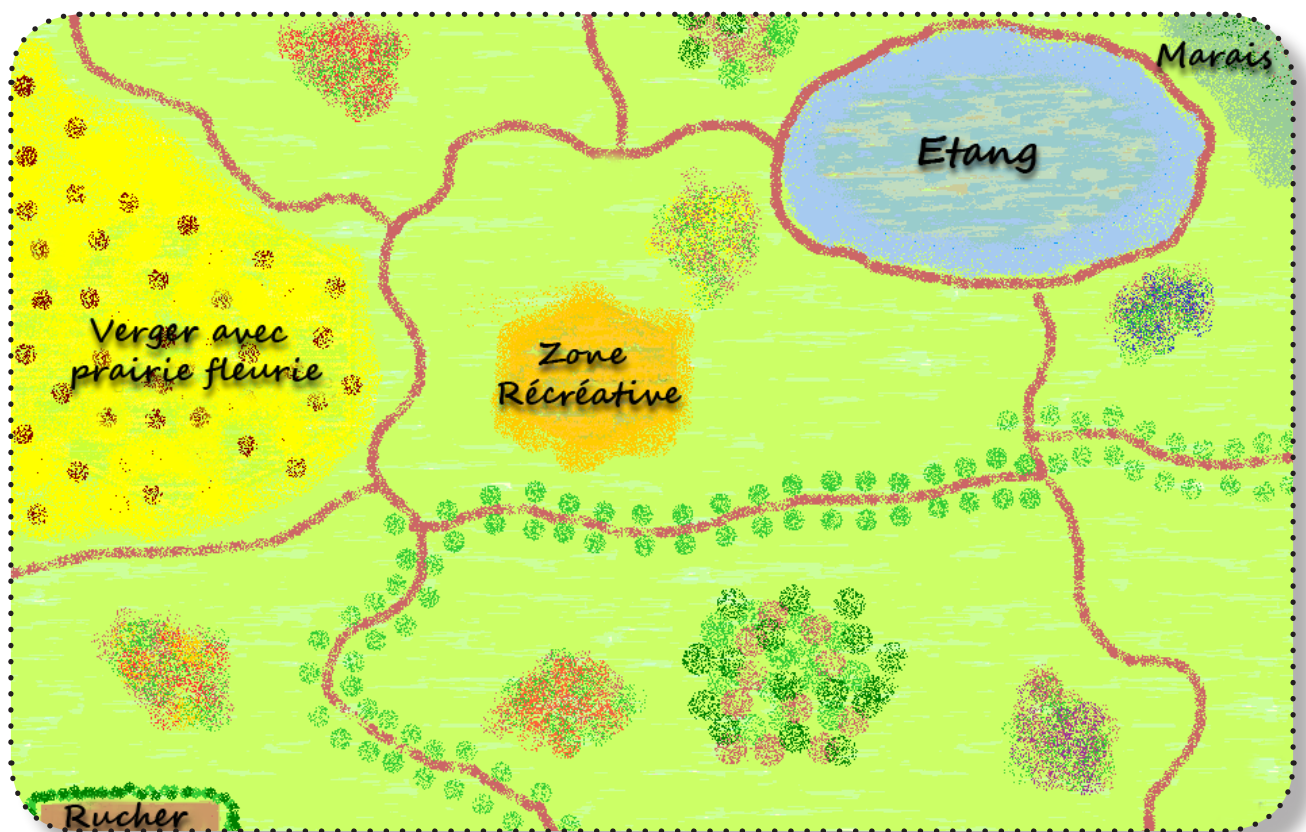 Marais
Etang
Verger avec
prairie fleurie
Zone
Récréative
Rucher